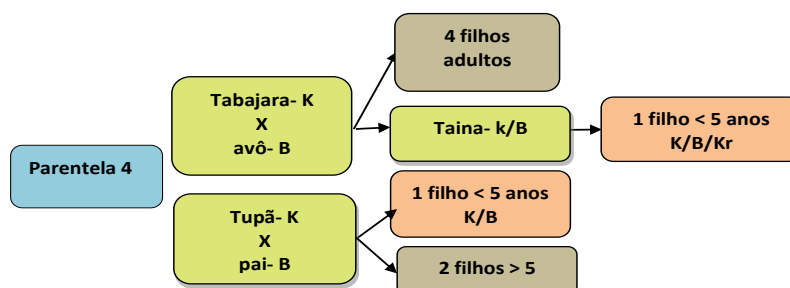 Parentela 4
Tabajara- K
X
avô- B
4 filhos
adultos
Taina- k/B
1 filho < 5 anos
K/B/Kr
Tupã- K
X
pai- B
1 filho < 5 anos
K/B
2 filhos > 5